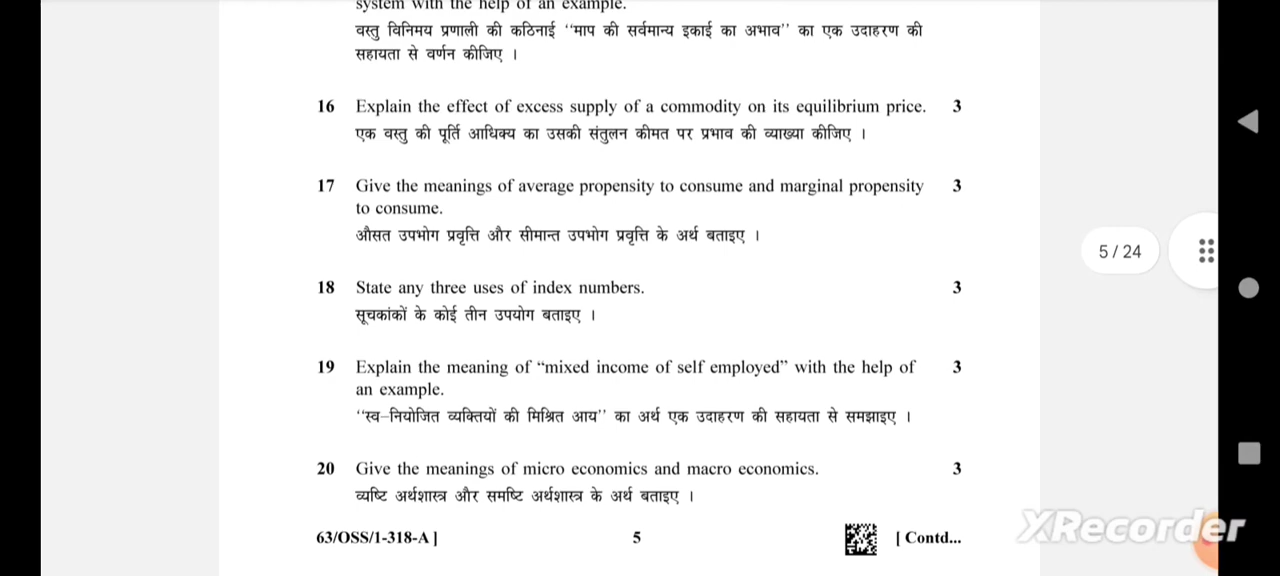 system with the help of an example.
वस्तु विनिमय प्रणाली की कठिनाई ‘‘माप की सर्वमान्य इकाई का अभाव’’ का एक उदाहरण की
सहायता से वर्णन कीजिए ।
16 Explain the effect of excess supply of a commodity on its equilibrium price. 3
एक वस्तु की पूर्ति आधिक्य का उसकी संतुलन कीमत पर प्रभाव की व्याख्या कीजिए ।
17 Give the meanings of average propensity to consume and marginal propensity 3
to consume.
औसत उपभोग प्रवृत्ति और सीमान्त उपभोग प्रवृत्ति के अर्थ बताइए ।
5 / 24
18 State any three uses of index numbers. 3
सूचकांकों के कोई तीन उपयोग बताइए ।
19 Explain the meaning of “mixed income of self employed” with the help of 3
an example.
‘‘स्व–नियोजित व्यक्तियों की मिश्रित आय’’ का अर्थ एक उदाहरण की सहायता से समझाइए ।
20 Give the meanings of micro economics and macro economics. 3
व्यष्टि अर्थशास्त्र और समष्टि अर्थशास्त्र के अर्थ बताइए ।
63/OSS/1-318-A ] 5 [ Contd...
XRecorder